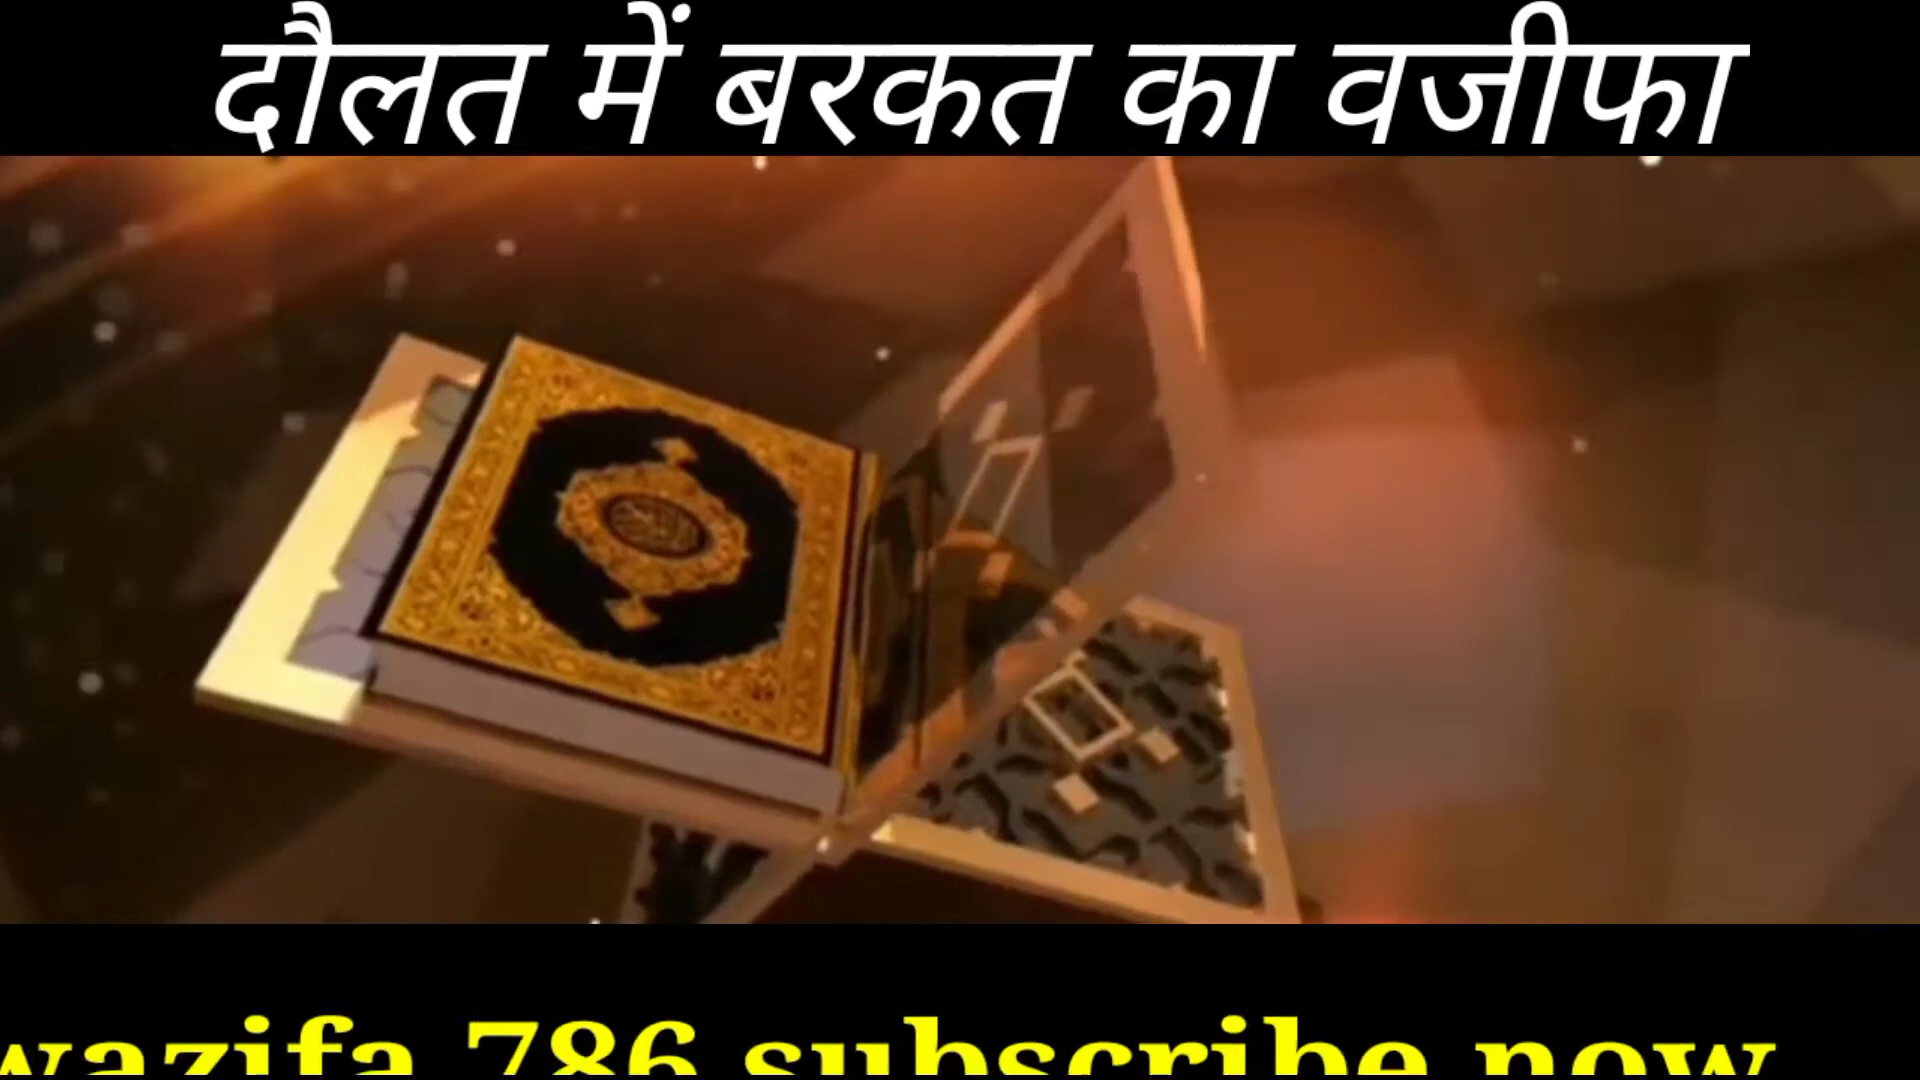 दौलत में बरकत का वजीफा
wazifa 786 subscribe now